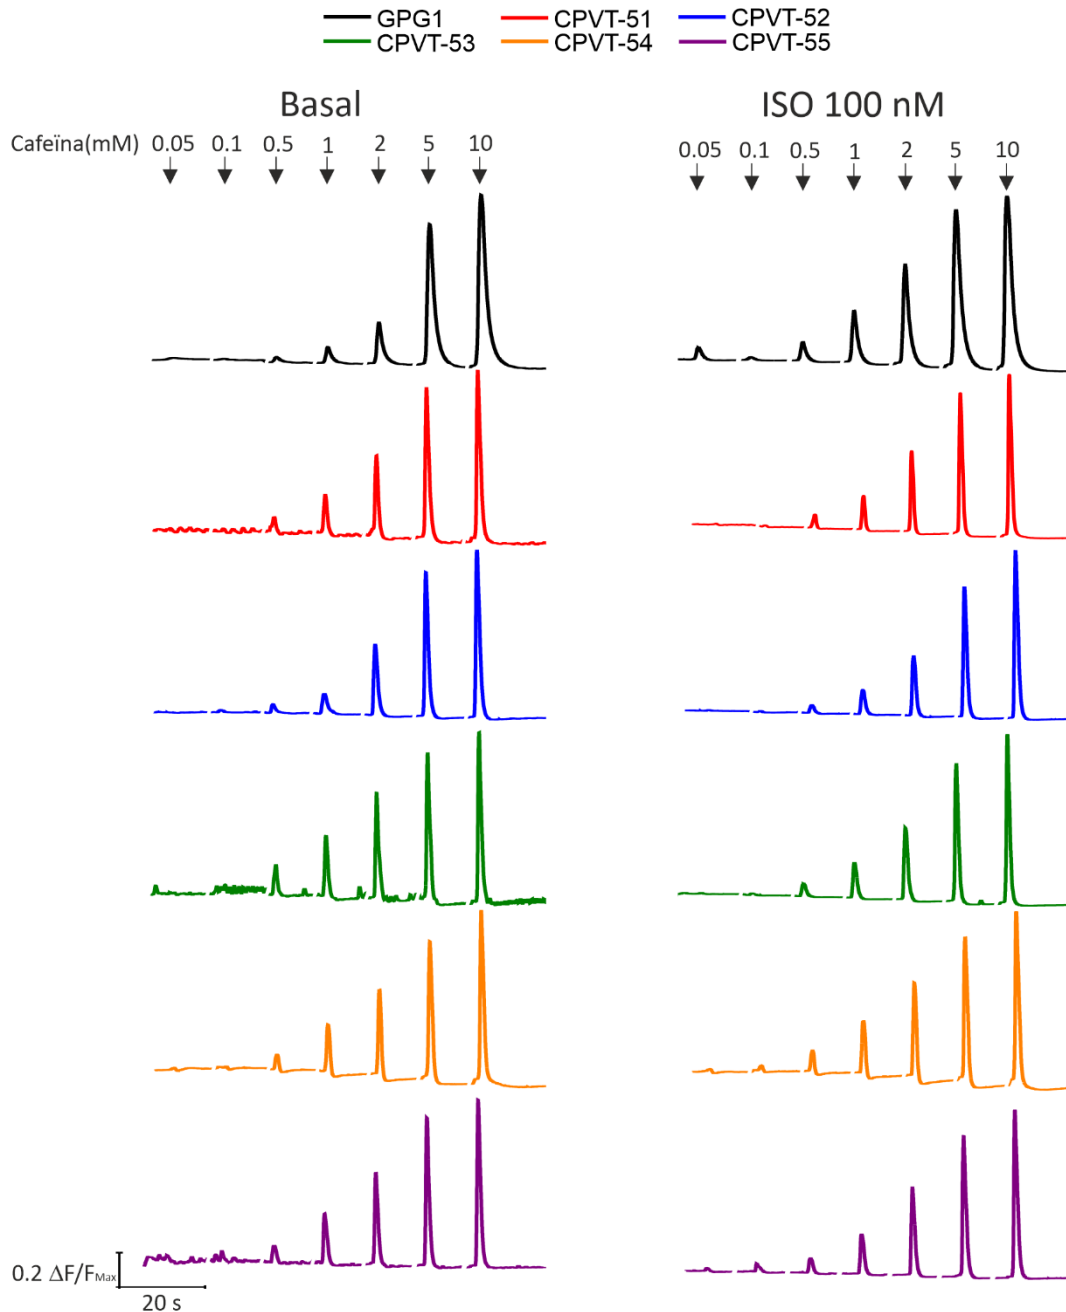 GPG1 CPVT-51 CPVT-52
CPVT-53 CPVT-54 CPVT-55
Basal ISO 100 nM
Cafeïna(mM) 0.05 0.1 0.5 1 2 5 10 0.05 0.1 0.5 1 2 5 10
0.2 ΔF/FMax
20 s